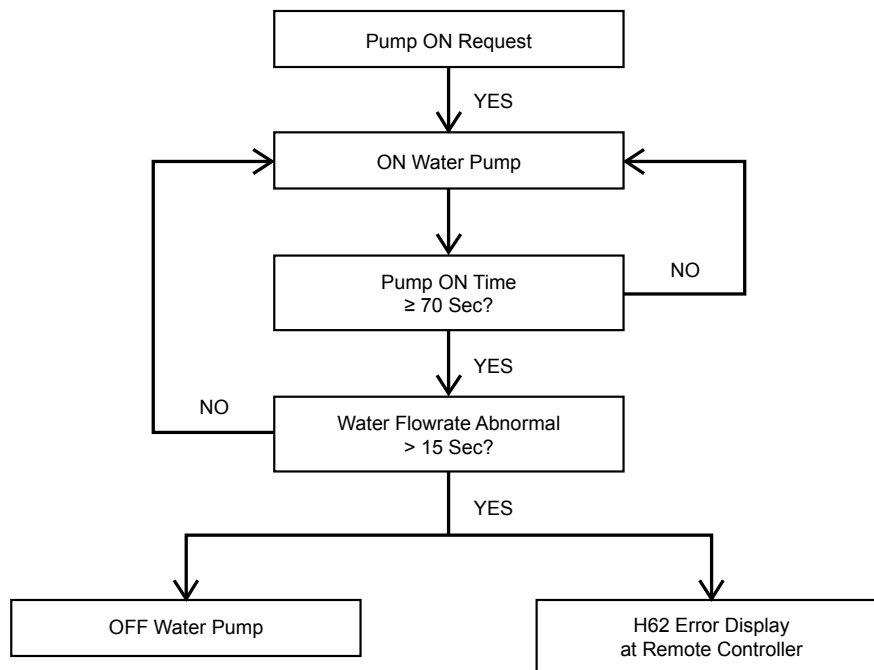 Pump ON Request
YES
ON Water Pump
Pump ON Time
≥ 70 Sec?
NO
YES
NO
Water Flowrate Abnormal
> 15 Sec?
YES
OFF Water Pump
H62 Error Display
at Remote Controller